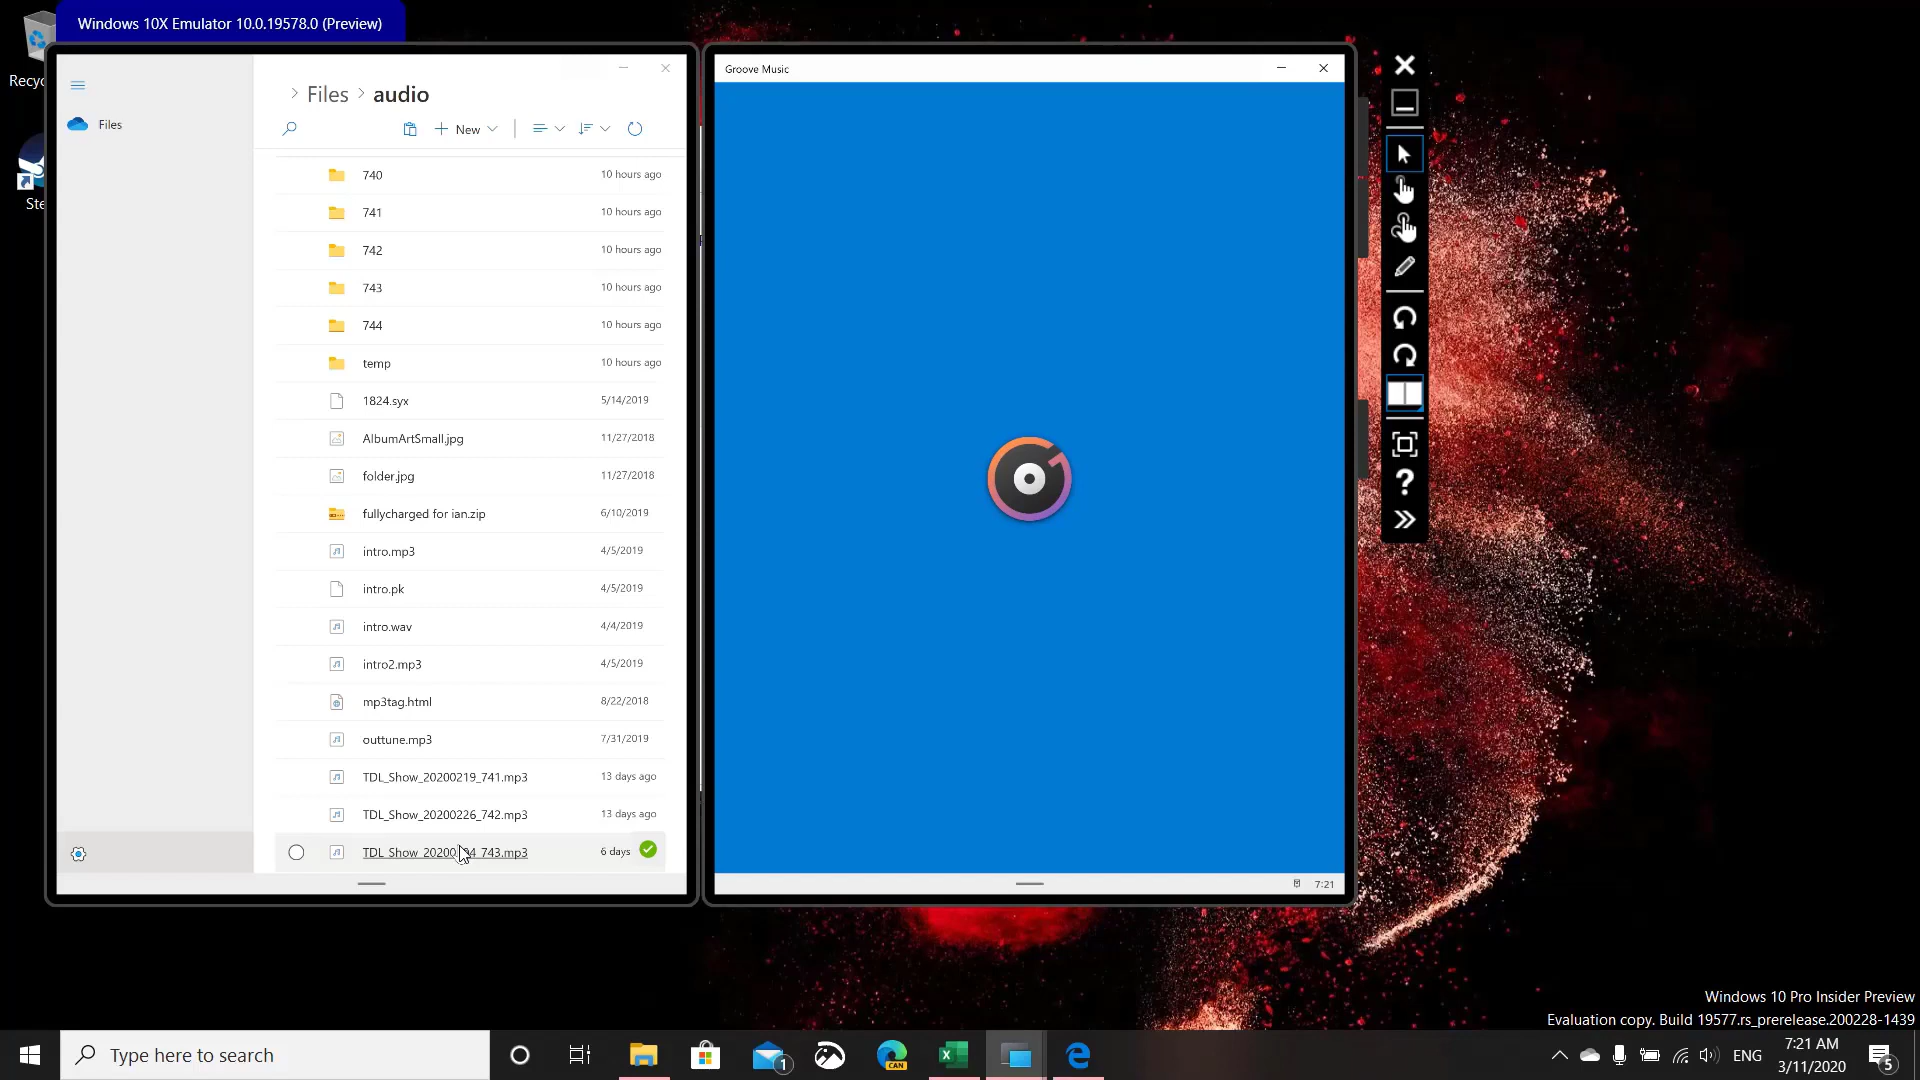 Windows 10X Emulator 10.0.19578.0 (Preview)
Recyc
Ste
Files
Files > audio
New
740 10 hours ago
741 10 hours ago
742 10 hours ago
743 10 hours ago
744 10 hours ago
temp 10 hours ago
1824.syx 5/14/2019
AlbumArtSmall.jpg 11/27/2018
folder.jpg 11/27/2018
fullycharged for ian.zip 6/10/2019
intro.mp3 4/5/2019
intro.pk 4/5/2019
intro.wav 4/4/2019
intro2.mp3 4/5/2019
mp3tag.html 8/22/2018
outtune.mp3 7/31/2019
TDL_Show_20200219_741.mp3 13 days ago
TDL_Show_20200226_742.mp3 13 days ago
6 days
Groove Music
7:21
Windows 10 Pro Insider Preview
Evaluation copy. Build 19577.rs_prerelease.200228-1439
Type here to search
1
CAN
ENG
7:21 AM
3/11/2020
5